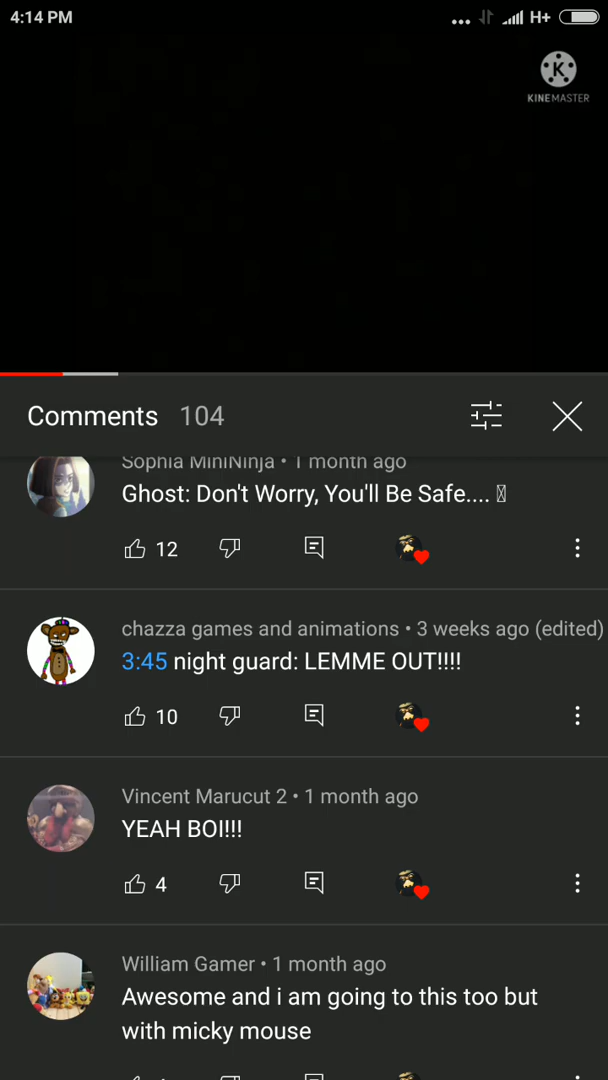 4:14 PM
H+
K
KINEMASTER
Comments 104
Sophia MiniNinja • 1 month ago
Ghost: Don't Worry, You'll Be Safe....
12
chazza games and animations • 3 weeks ago (edited)
3:45 night guard: LEMME OUT!!!!
10
Vincent Marucut 2 • 1 month ago
YEAH BOI!!!
4
William Gamer • 1 month ago
Awesome and i am going to this too but
with micky mouse